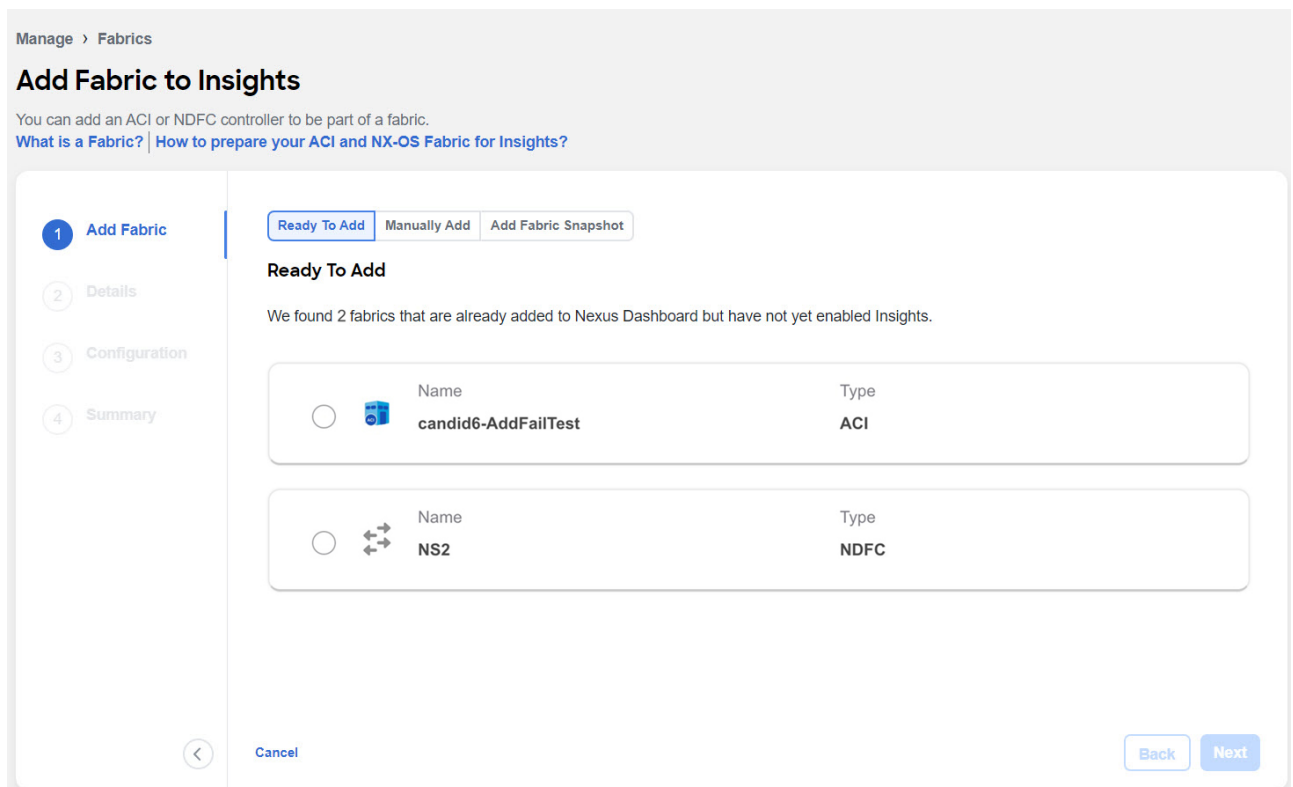 Manage > Fabrics
Add Fabric to Insights
You can add an ACI or NDFC controller to be part of a fabric.
What is a Fabric? | How to prepare your ACI and NX-OS Fabric for Insights?
1 Add Fabric
2 Details
3 Configuration
4 Summary
Ready To Add Manually Add Add Fabric Snapshot
Ready To Add
We found 2 fabrics that are already added to Nexus Dashboard but have not yet enabled Insights.
Name Type
ACI candid6-AddFailTest ACI
Name Type
NS2 NDFC
Cancel Back Next